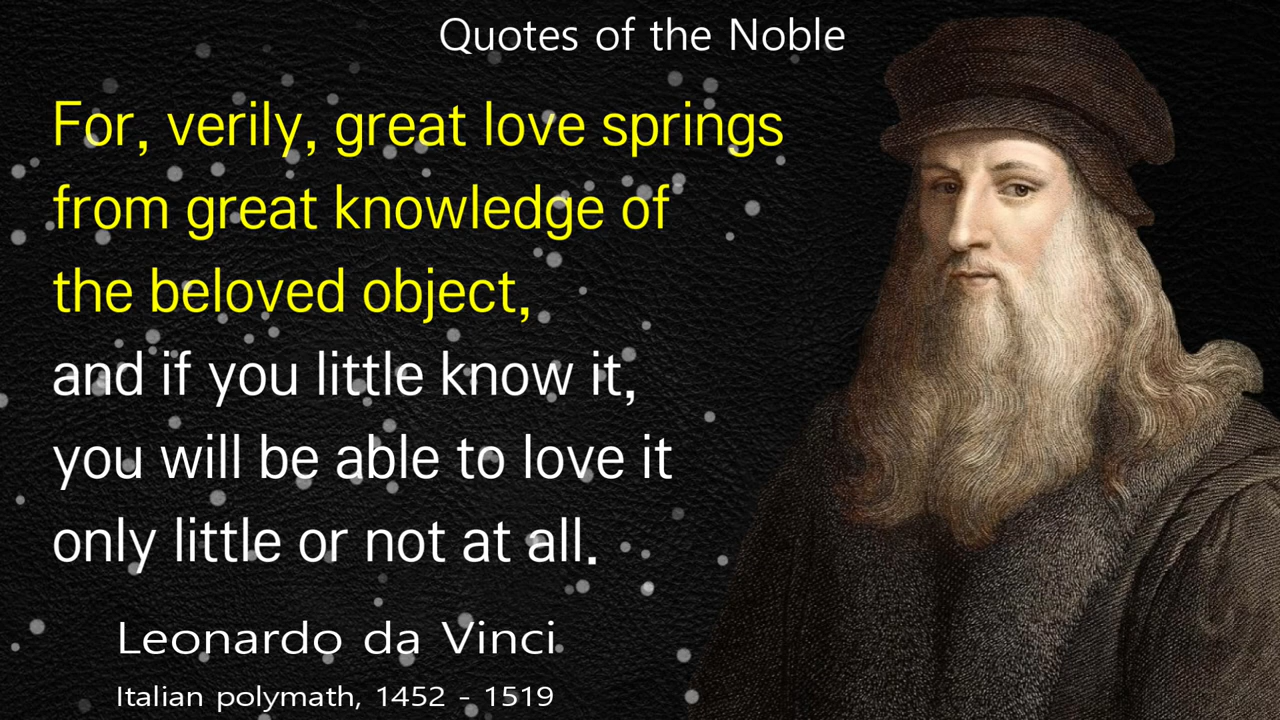 Quotes of the Noble
For, verily, great love springs
from great knowledge of
the beloved object,
and if you little know it,
you will be able to love it
only little or not at all.
Leonardo da Vinci
Italian polymath, 1452 - 1519